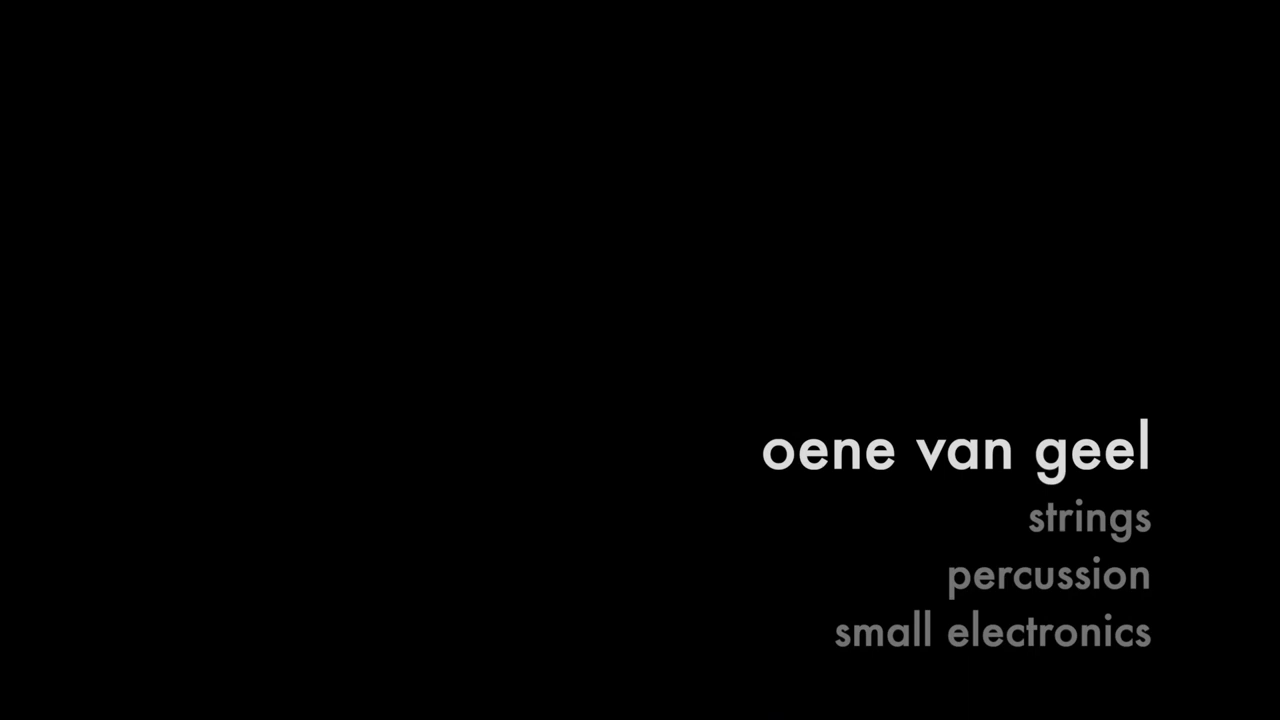 oene van geel
strings
percussion
small electronics